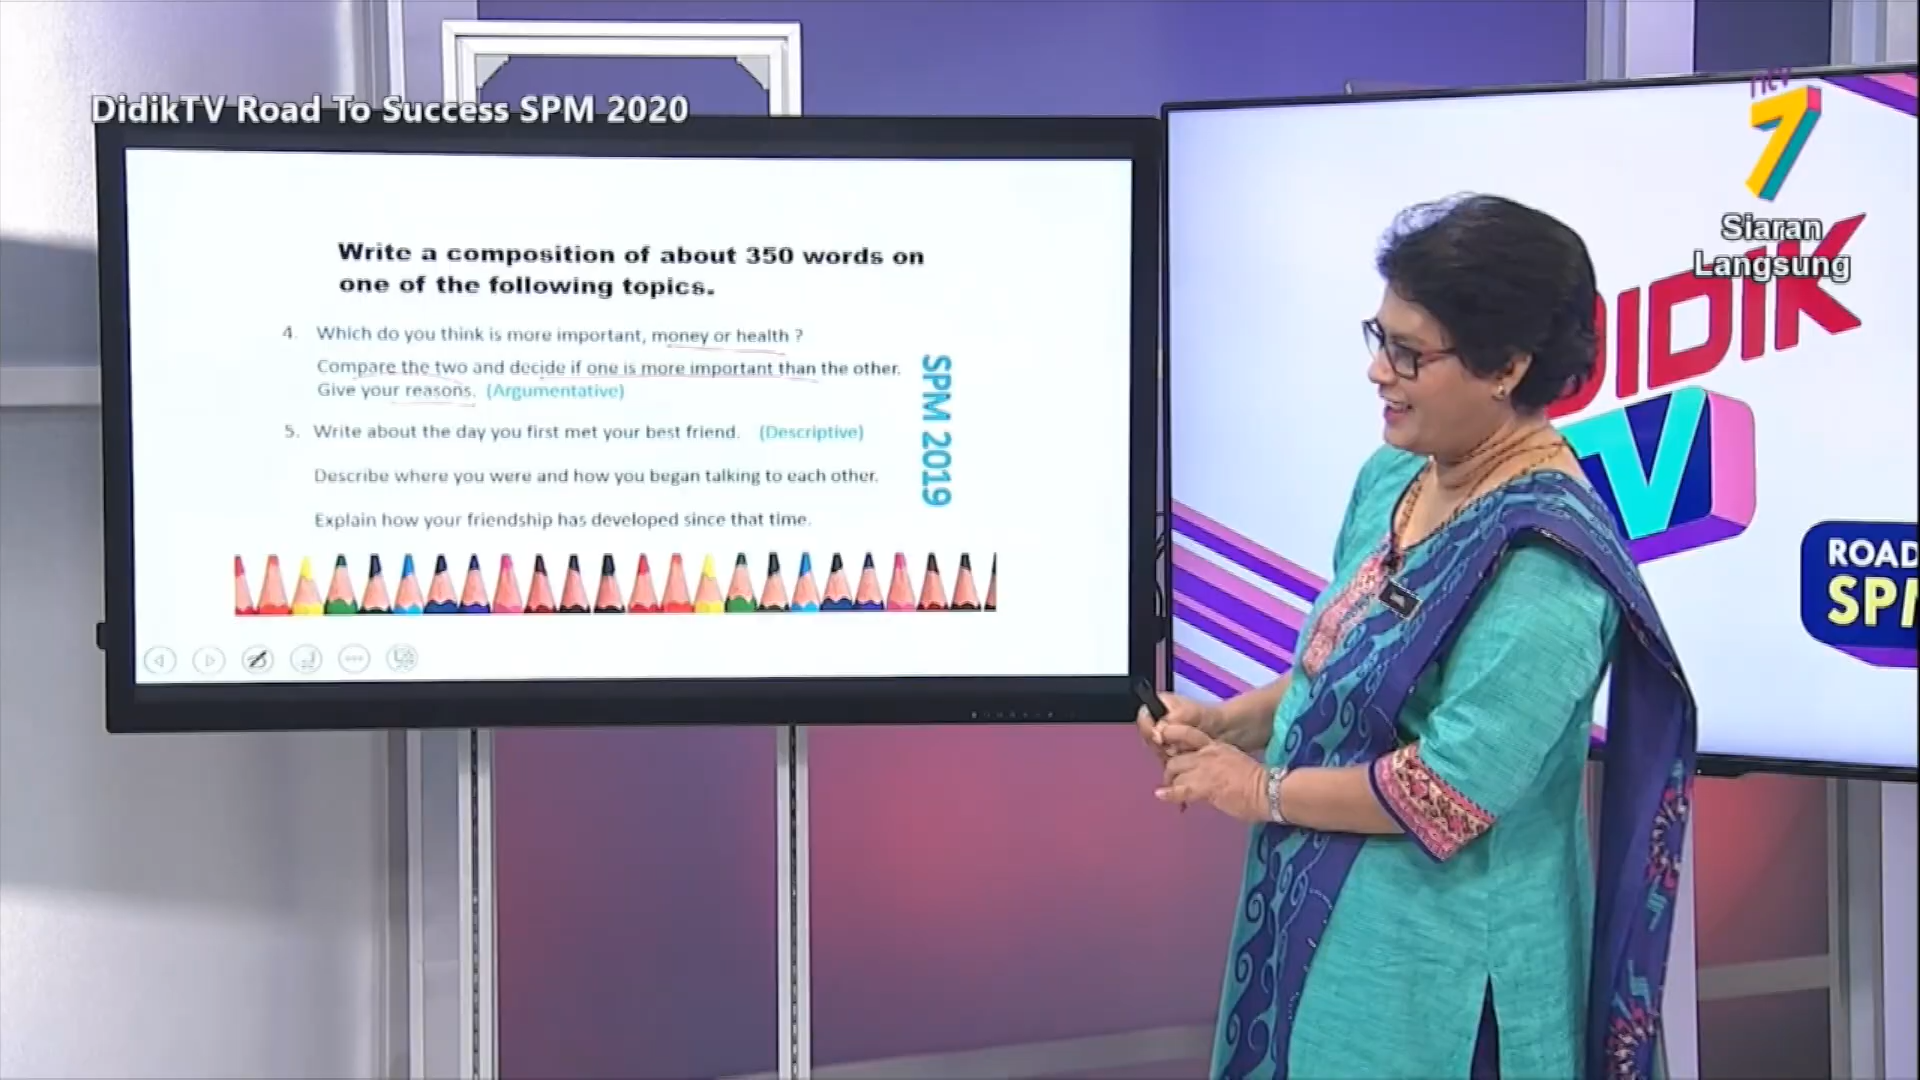 DidikTV Road To Success SPM 2020
Write a composition of about 350 words on
one of the following topics.
4. Which do you think is more important, money or health ?
Compare the two and decide if one is more important than the other.
Give your reasons. (Argumentative)
5. Write about the day you first met your best friend. (Descriptive)
Describe where you were and how you began talking to each other.
Explain how your friendship has developed since that time.
SPM 2019
ntv
7
Siaran
Langsung
DIDIK
TV
ROAD
SPM